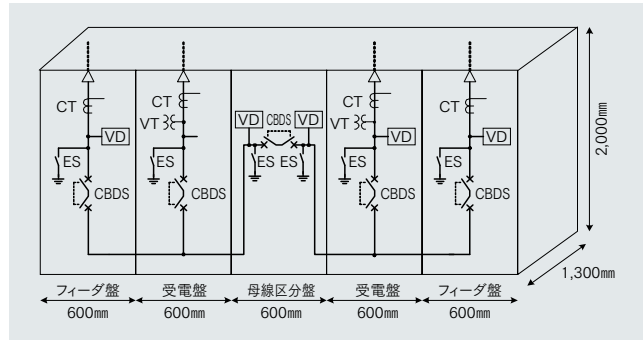 CT
VD
ES
CBDS
CT
VT
ES
CBDS
VD
CBDS
VD
ES
ES
CT
VT
VD
ES
CBDS
CT
VD
ES
CBDS
2,000㎜
1,300㎜
フィーダ盤
受電盤
母線区分盤
受電盤
フィーダ盤
600㎜
600㎜
600㎜
600㎜
600㎜